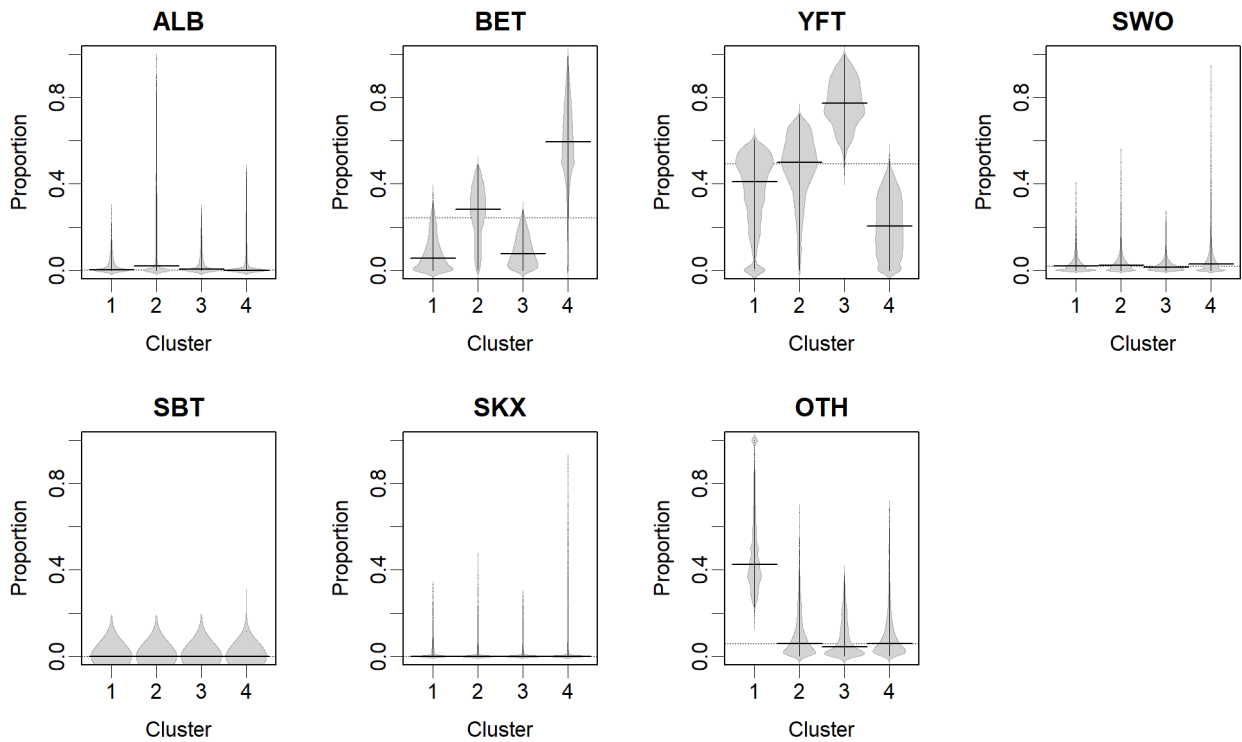 ALB
Proportion
0.0 0.4 0.8
1 2 3 4
Cluster
BET
Proportion
0.0 0.4 0.8
1 2 3 4
Cluster
YFT
Proportion
0.0 0.4 0.8
1 2 3 4
Cluster
SWO
Proportion
0.0 0.4 0.8
1 2 3 4
Cluster
SBT
Proportion
0.0 0.4 0.8
1 2 3 4
Cluster
SKX
Proportion
0.0 0.4 0.8
1 2 3 4
Cluster
OTH
Proportion
0.0 0.4 0.8
1 2 3 4
Cluster